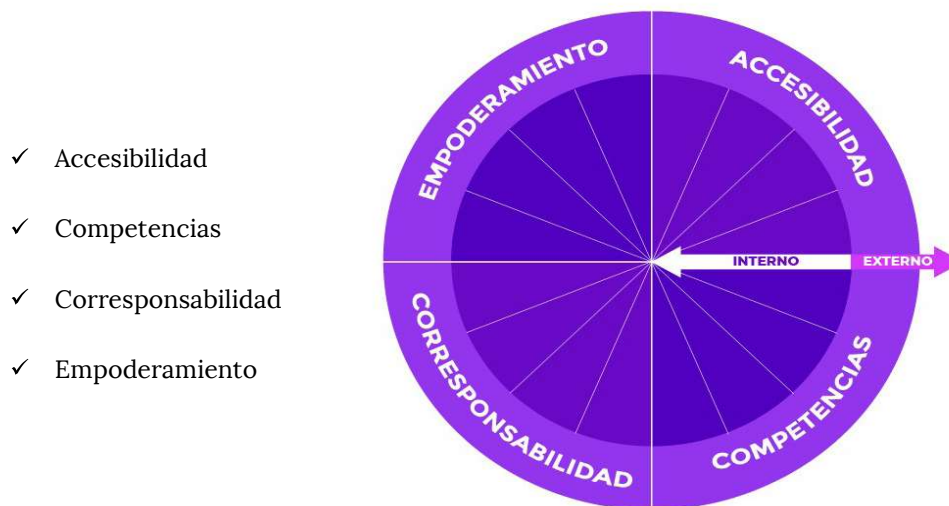 ✓ Accesibilidad
✓ Competencias
✓ Corresponsabilidad
✓ Empoderamiento
EMPODERAMIENTO
ACCESIBILIDAD
INTERNO
EXTERNO
CORRESPONSABILIDAD
COMPETENCIAS